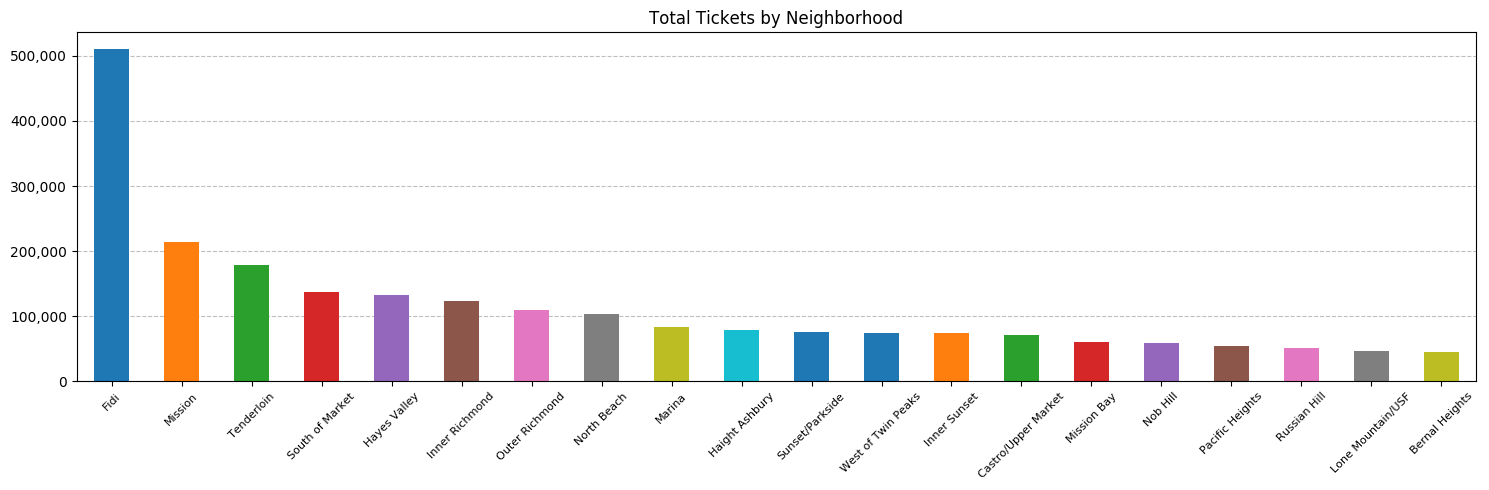 Total Tickets by Neighborhood
500,000
400,000
300,000
200,000
100,000
0
Fidi
Mission
Tenderloin
South of Market
Hayes Valley
Inner Richmond
Outer Richmond
North Beach
Marina
Haight Ashbury
Sunset/Parkside
West of Twin Peaks
Inner Sunset
Castro/Upper Market
Mission Bay
Nob Hill
Pacific Heights
Russian Hill
Lone Mountain/USF
Bernal Heights